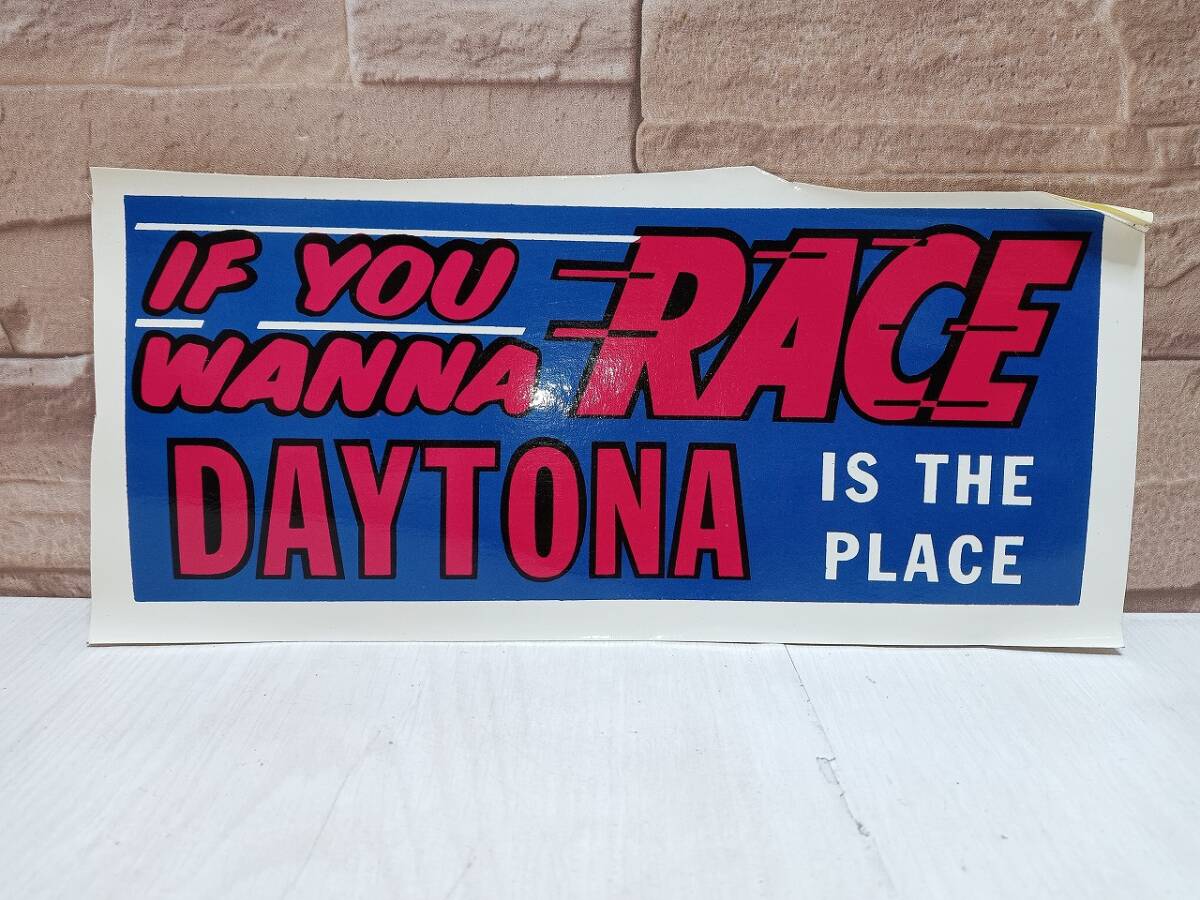 IF YOU
WANNA RACE
DAYTONA IS THE
PLACE